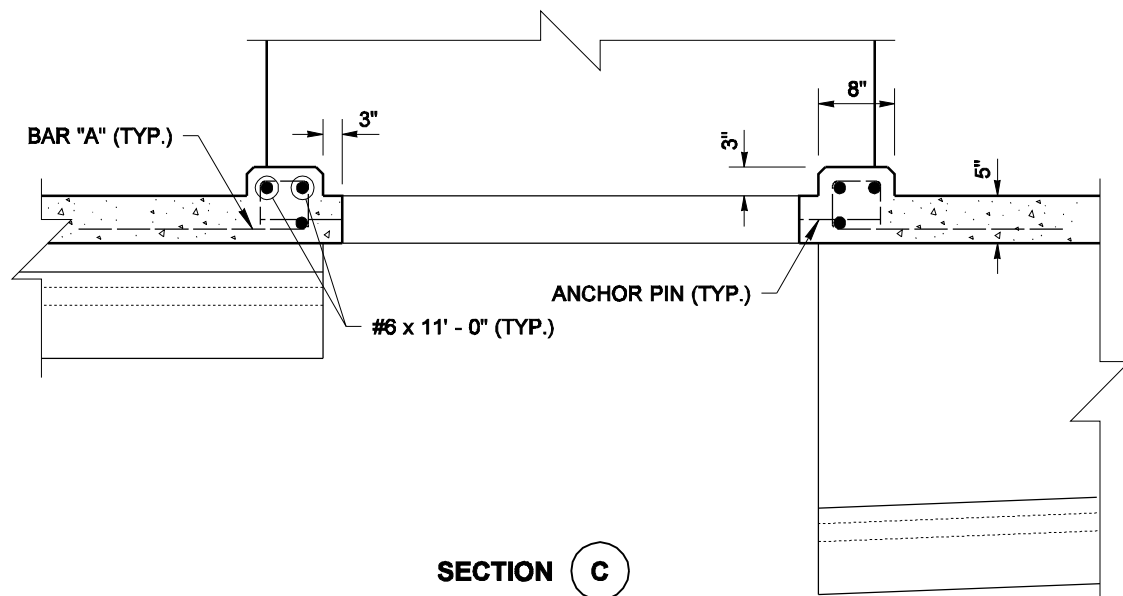 8"
3"
BAR "A" (TYP.)
3"
5"
ANCHOR PIN (TYP.)
#6 x 11' - 0" (TYP.)
SECTION C